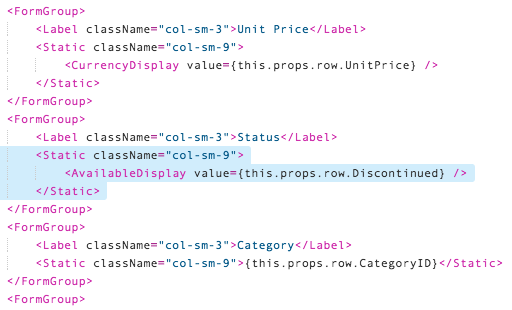 <FormGroup>
<Label className="col-sm-3">Unit Price</Label>
<Static className="col-sm-9">
<CurrencyDisplay value={this.props.row.UnitPrice} />
</Static>
</FormGroup>
<FormGroup>
<Label className="col-sm-3">Status</Label>
<Static className="col-sm-9">
<AvailableDisplay value={this.props.row.Discontinued} />
</Static>
</FormGroup>
<FormGroup>
<Label className="col-sm-3">Category</Label>
<Static className="col-sm-9">{this.props.row.CategoryID}</Static>
</FormGroup>
<FormGroup>